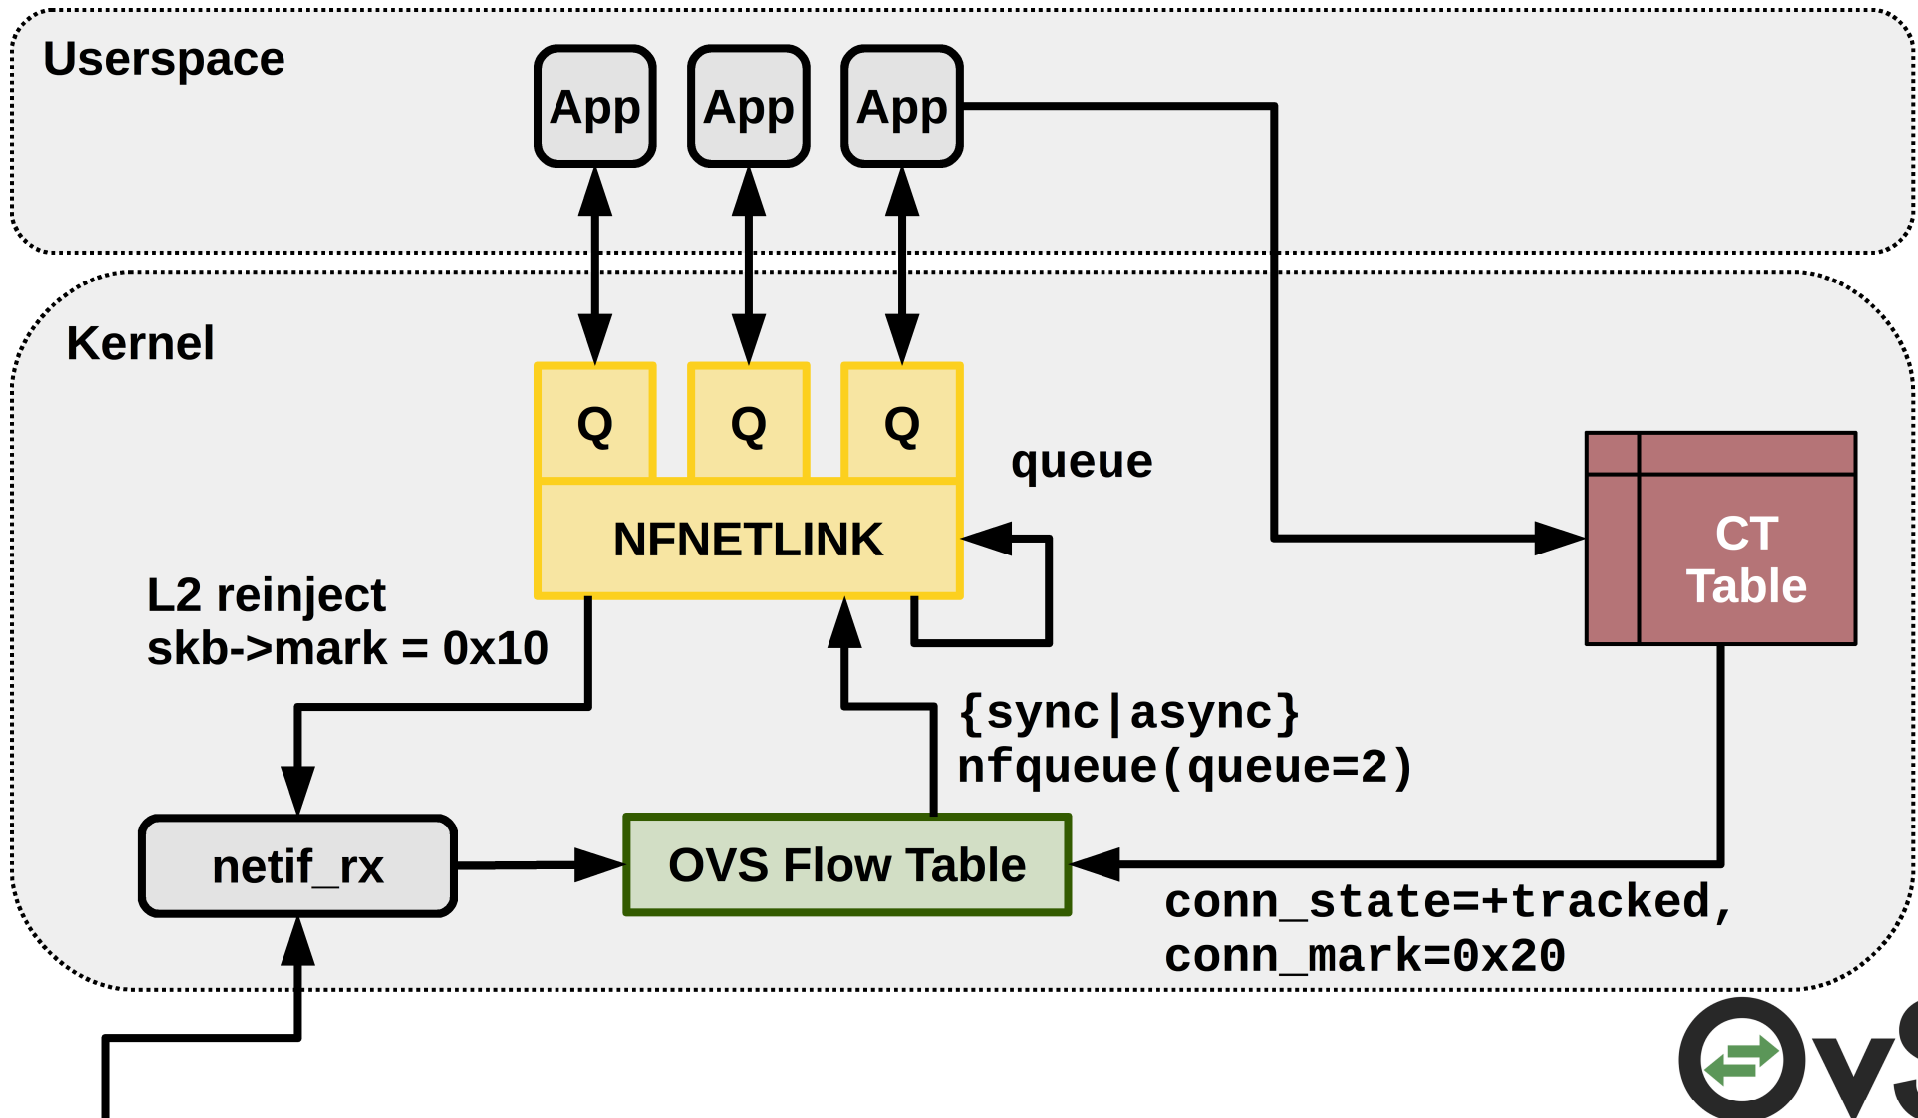 Userspace
App
App
App
Kernel
Q
Q
Q
queue
NFNETLINK
CT
Table
L2 reinject
skb->mark = 0x10
{sync|async}
nfqueue(queue=2)
netif_rx
OVS Flow Table
conn_state=+tracked,
conn_mark=0x20
OvS